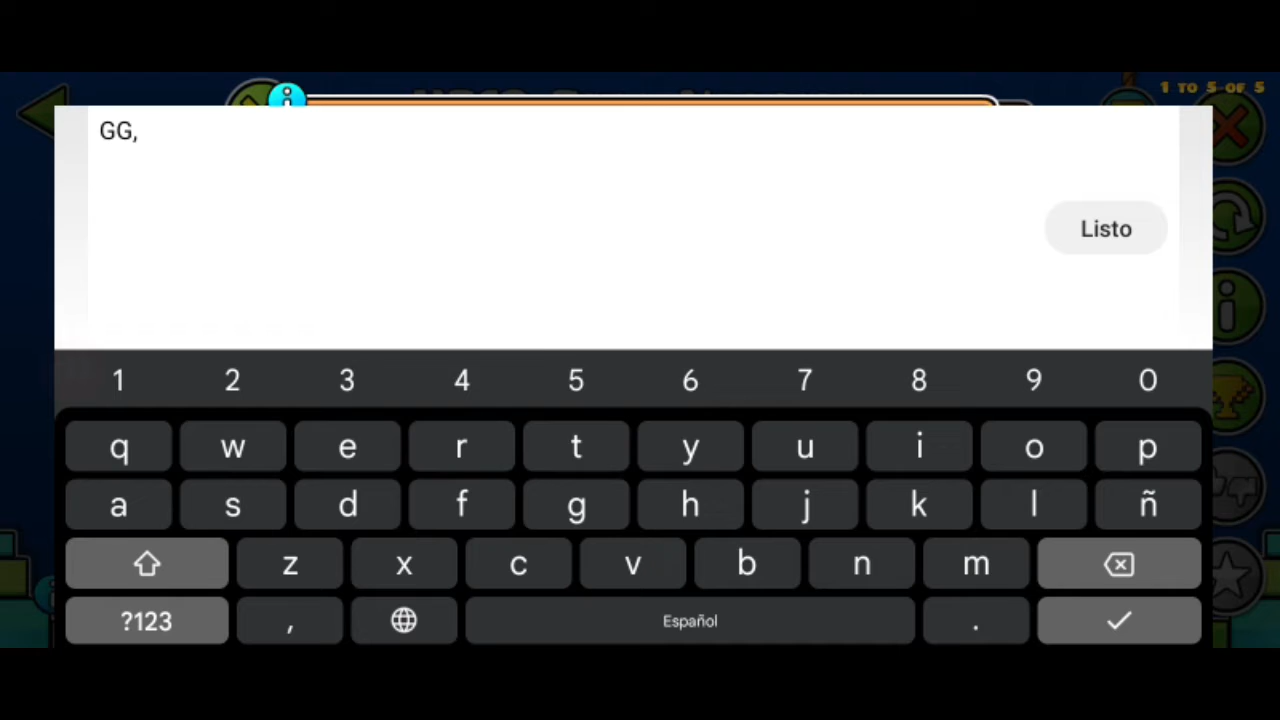 1 TO 5 OF 5
GG,
Listo
1 2 3 4 5 6 7 8 9 0
q w e r t y u i o p
a s d f g h j k l ñ
z x c v b n m
?123 , Español .